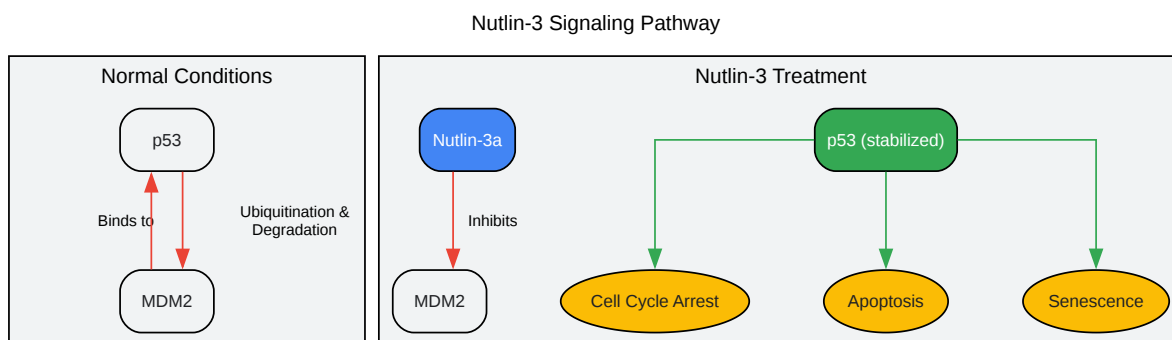 Nutlin-3 Signaling Pathway
Normal Conditions
p53
Binds to
Ubiquitination &
Degradation
MDM2
Nutlin-3 Treatment
Nutlin-3a
p53 (stabilized)
Inhibits
MDM2
Cell Cycle Arrest
Apoptosis
Senescence